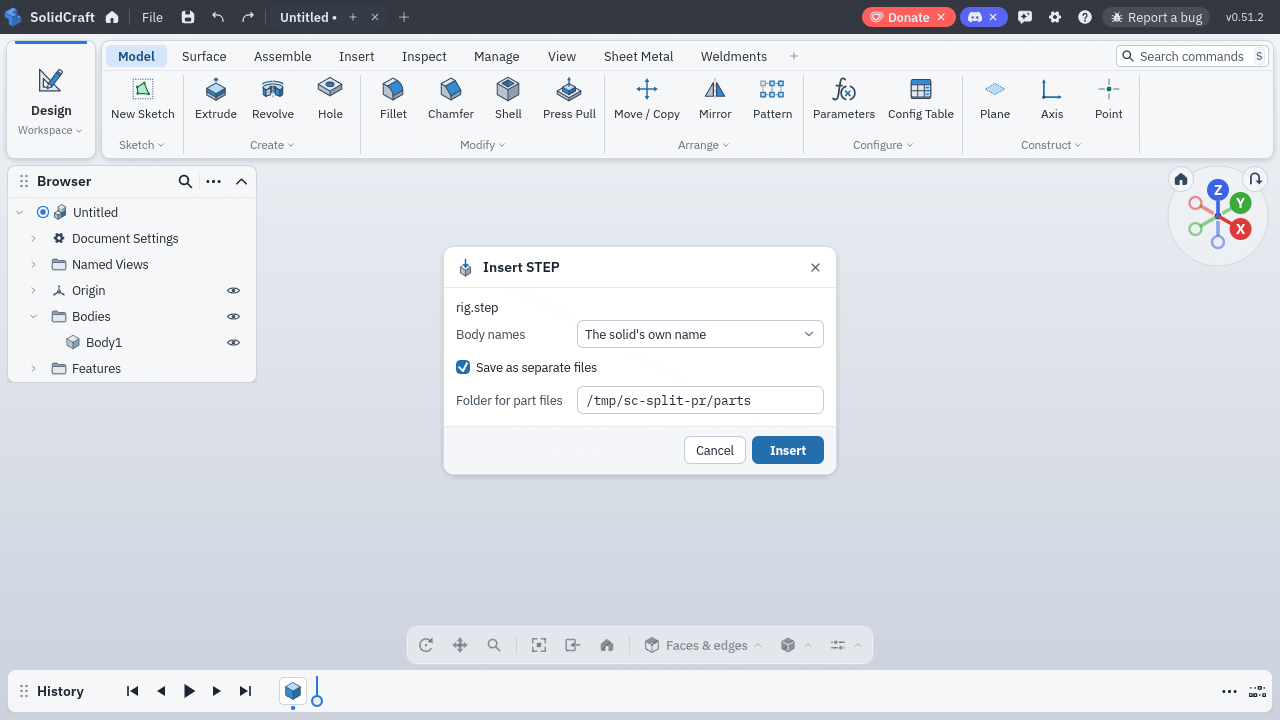 SolidCraft
File
Untitled •
Donate
v0.51.2
Report a bug
Design
Workspace
Model
Surface
Assemble
Insert
Inspect
Manage
View
Sheet Metal
Weldments
Search commands
S
New Sketch
Extrude
Revolve
Hole
Fillet
Chamfer
Shell
Press Pull
Move / Copy
Mirror
Pattern
Parameters
Config Table
Plane
Axis
Point
Sketch
Create
Modify
Arrange
Configure
Construct
Browser
Untitled
Document Settings
Named Views
Origin
Bodies
Body1
Features
Z
Y
X
Insert STEP
rig.step
Body names
The solid's own name
Save as separate files
Folder for part files
/tmp/sc-split-pr/parts
Cancel
Insert
Faces & edges
History